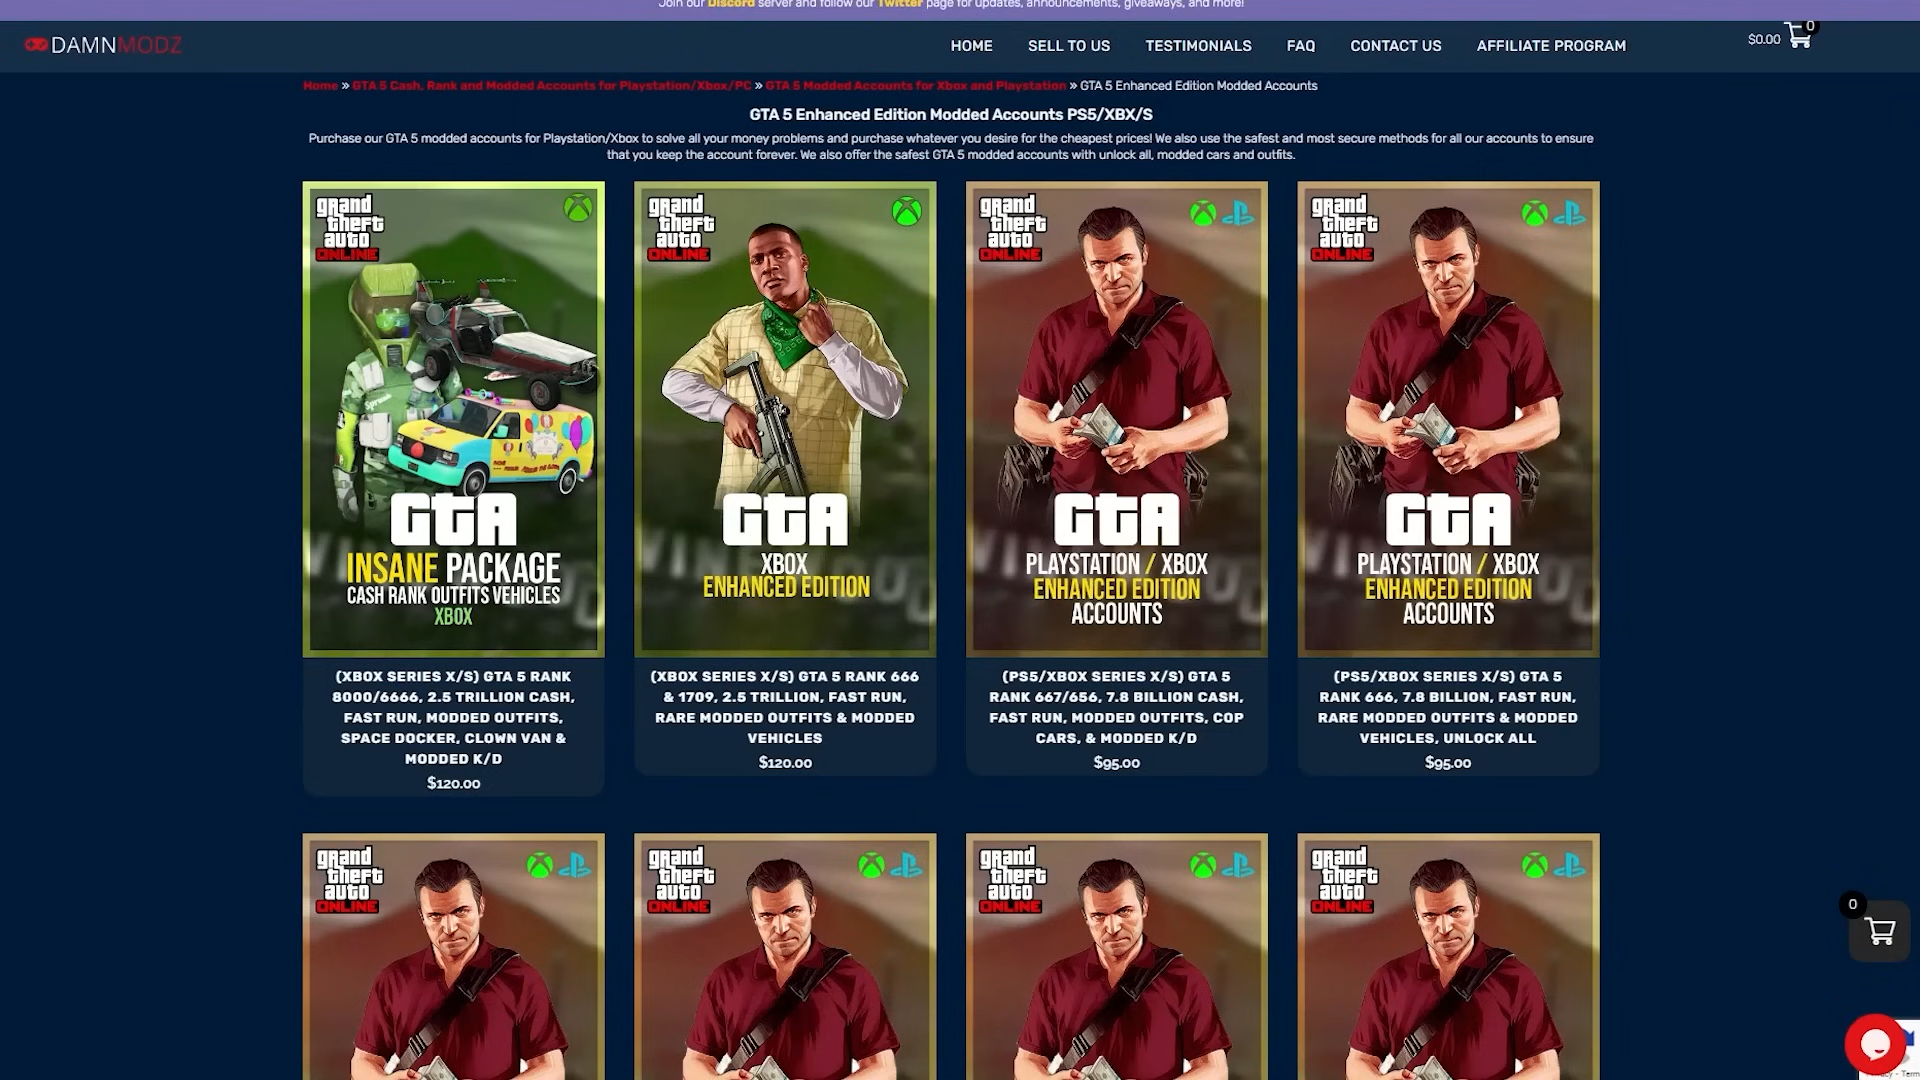 Join our Discord server and follow our Twitter page for updates, announcements, giveaways, and more!
DAMNMODZ
HOME
SELL TO US
TESTIMONIALS
FAQ
CONTACT US
AFFILIATE PROGRAM
$0.00
0
Home » GTA 5 Cash, Rank and Modded Accounts for Playstation/Xbox/PC » GTA 5 Modded Accounts for Xbox and Playstation » GTA 5 Enhanced Edition Modded Accounts
GTA 5 Enhanced Edition Modded Accounts PS5/XBX/S
Purchase our GTA 5 modded accounts for Playstation/Xbox to solve all your money problems and purchase whatever you desire for the cheapest prices! We also use the safest and most secure methods for all our accounts to ensure
that you keep the account forever. We also offer the safest GTA 5 modded accounts with unlock all, modded cars and outfits.
grand
theft
auto
ONLINE
GTA
INSANE PACKAGE
CASH RANK OUTFITS VEHICLES
XBOX
(XBOX SERIES X/S) GTA 5 RANK
8000/6666, 2.5 TRILLION CASH,
FAST RUN, MODDED OUTFITS,
SPACE DOCKER, CLOWN VAN &
MODDED K/D
$120.00
grand
theft
auto
ONLINE
GTA
XBOX
ENHANCED EDITION
(XBOX SERIES X/S) GTA 5 RANK 666
& 1709, 2.5 TRILLION, FAST RUN,
RARE MODDED OUTFITS & MODDED
VEHICLES
$120.00
grand
theft
auto
ONLINE
GTA
PLAYSTATION / XBOX
ENHANCED EDITION
ACCOUNTS
(PS5/XBOX SERIES X/S) GTA 5
RANK 667/656, 7.8 BILLION CASH,
FAST RUN, MODDED OUTFITS, COP
CARS, & MODDED K/D
$95.00
grand
theft
auto
ONLINE
GTA
PLAYSTATION / XBOX
ENHANCED EDITION
ACCOUNTS
(PS5/XBOX SERIES X/S) GTA 5
RANK 666, 7.8 BILLION, FAST RUN,
RARE MODDED OUTFITS & MODDED
VEHICLES, UNLOCK ALL
$95.00
grand
theft
auto
ONLINE
grand
theft
auto
ONLINE
grand
theft
auto
ONLINE
grand
theft
auto
ONLINE
0